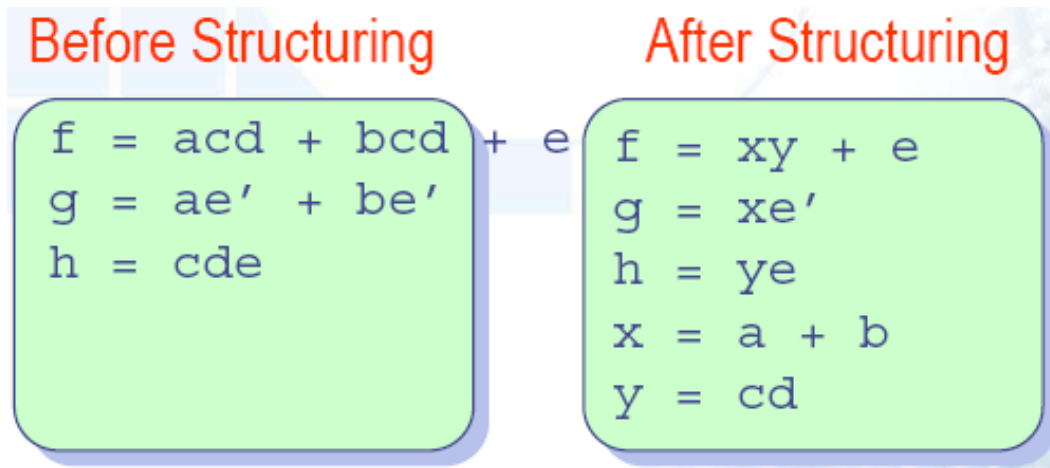 Before Structuring
f = acd + bcd + e
g = ae′ + be′
h = cde
After Structuring
f = xy + e
g = xe′
h = ye
x = a + b
y = cd